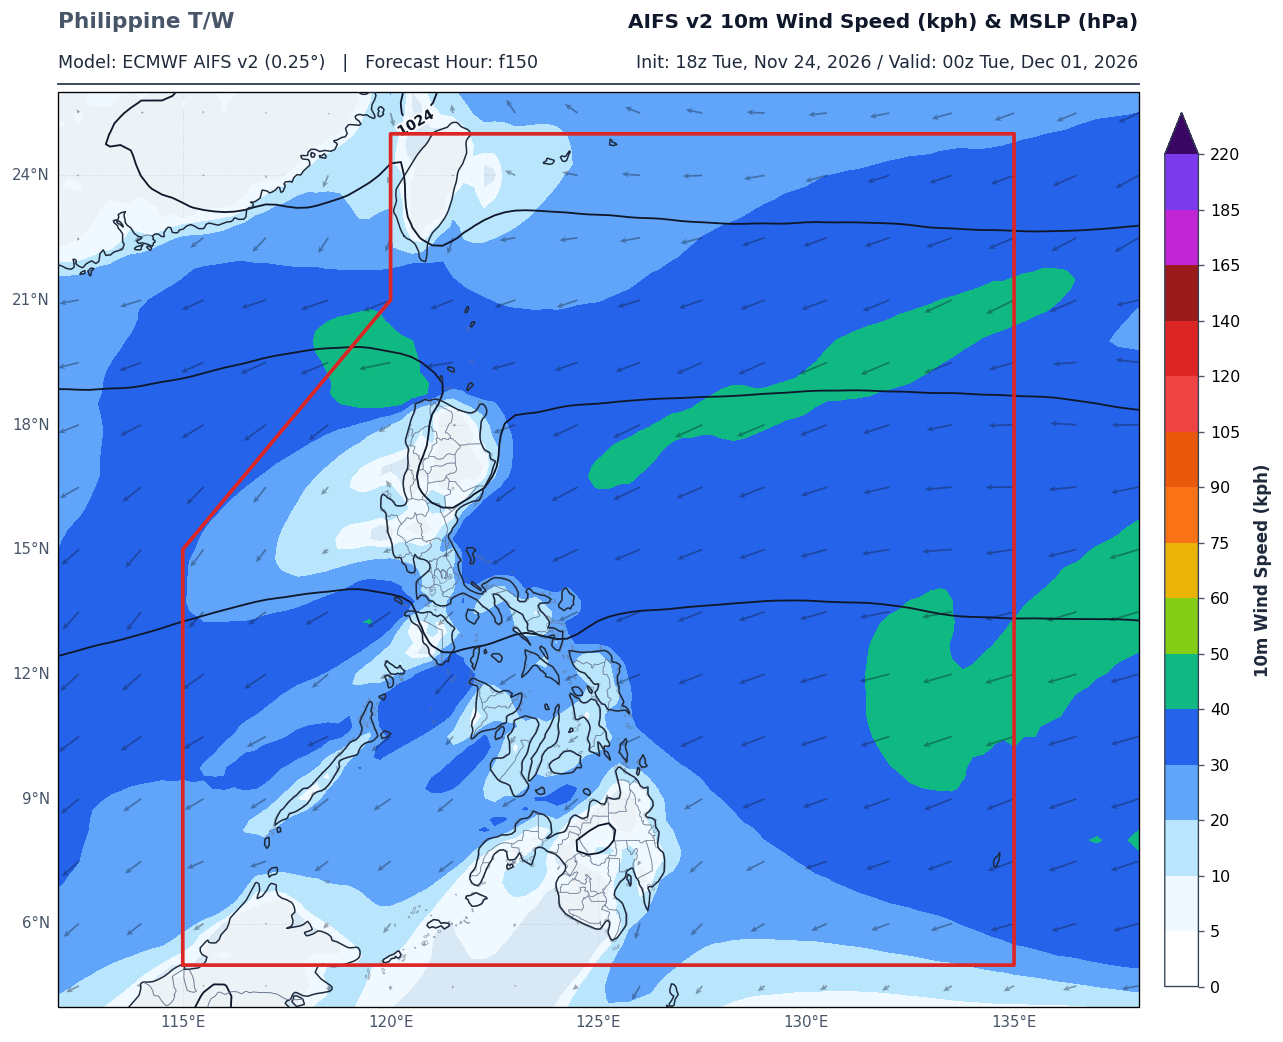 Philippine T/W
AIFS v2 10m Wind Speed (kph) & MSLP (hPa)
Model: ECMWF AIFS v2 (0.25°) | Forecast Hour: f150
Init: 18z Tue, Nov 24, 2026 / Valid: 00z Tue, Dec 01, 2026
1024
24°N
21°N
18°N
15°N
12°N
9°N
6°N
115°E
120°E
125°E
130°E
135°E
220
185
165
140
120
105
90
75
60
50
40
30
20
10
5
0
10m Wind Speed (kph)